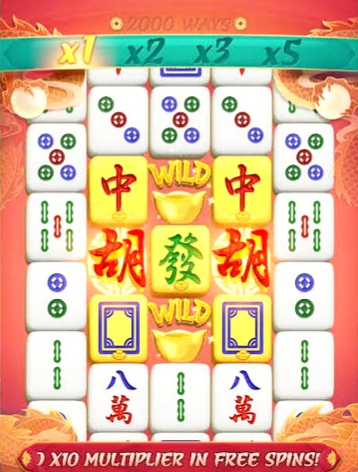 2000 WAYS
x1 x2 x3 x5
WILD
中 中
胡 發 胡
WILD
八 八
萬 萬
X10 MULTIPLIER IN FREE SPINS!